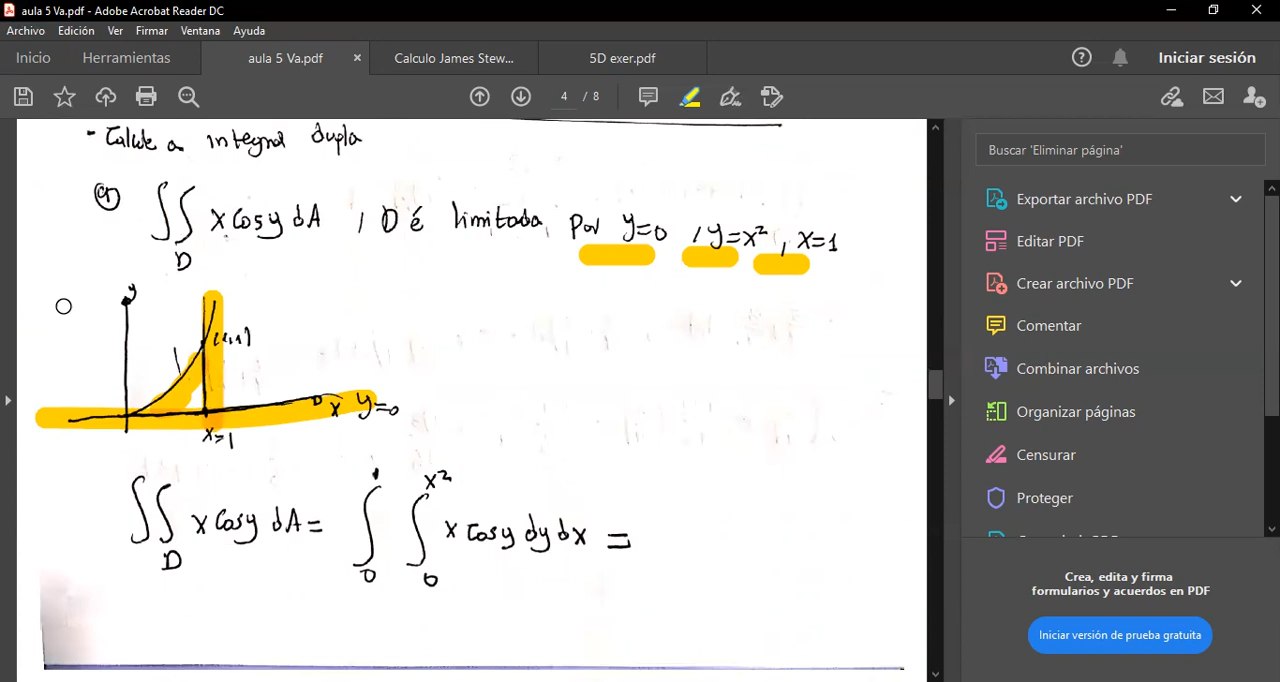 aula 5 Va.pdf - Adobe Acrobat Reader DC
Archivo Edición Ver Firmar Ventana Ayuda
Inicio Herramientas aula 5 Va.pdf × Calculo James Stew... 5D exer.pdf Iniciar sesión
4 / 8
- Calcule a integral dupla
a) ∬_D x cos y dA , D é limitada por y=0 , y=x² , x=1
y
(1,1)
x y=0
x=1
∬_D x cos y dA = ∫₀¹ ∫₀^{x²} x cos y dy dx =
Buscar 'Eliminar página'
Exportar archivo PDF
Editar PDF
Crear archivo PDF
Comentar
Combinar archivos
Organizar páginas
Censurar
Proteger
Crea, edita y firma
formularios y acuerdos en PDF
Iniciar versión de prueba gratuita